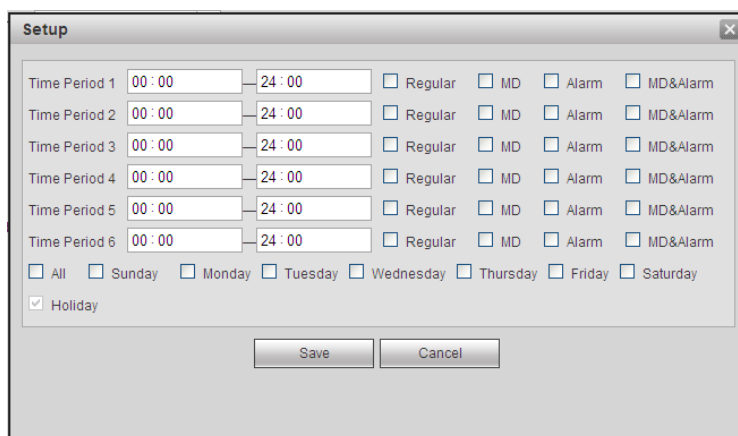 Setup
Time Period 1 00:00 — 24:00 Regular MD Alarm MD&Alarm
Time Period 2 00:00 — 24:00 Regular MD Alarm MD&Alarm
Time Period 3 00:00 — 24:00 Regular MD Alarm MD&Alarm
Time Period 4 00:00 — 24:00 Regular MD Alarm MD&Alarm
Time Period 5 00:00 — 24:00 Regular MD Alarm MD&Alarm
Time Period 6 00:00 — 24:00 Regular MD Alarm MD&Alarm
All Sunday Monday Tuesday Wednesday Thursday Friday Saturday
Holiday
Save Cancel